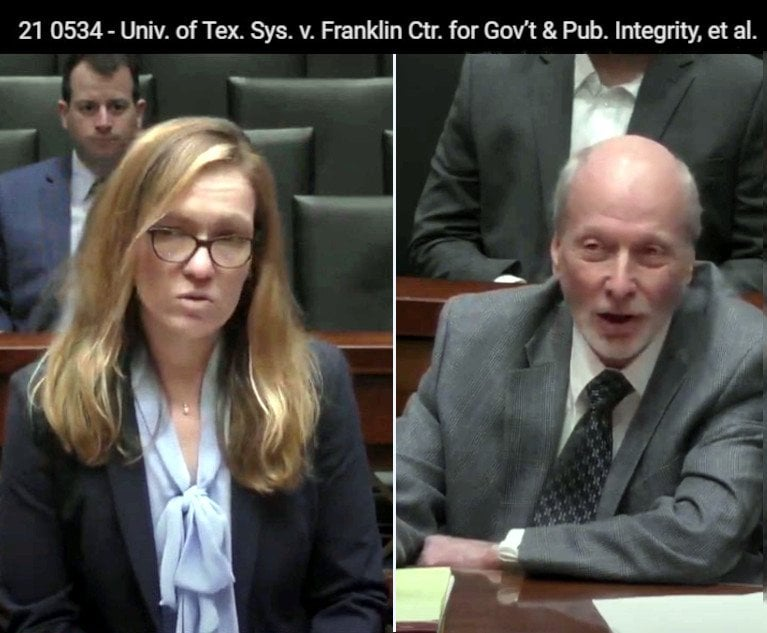 21 0534 - Univ. of Tex. Sys. v. Franklin Ctr. for Gov't & Pub. Integrity, et al.